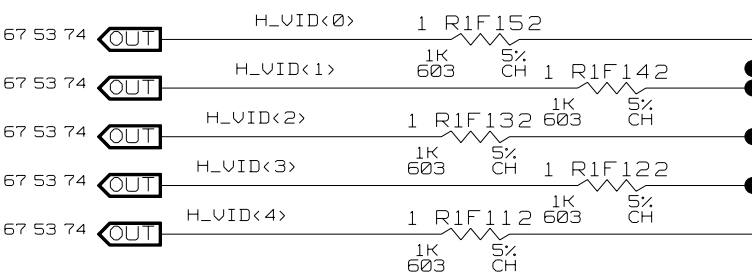 H_VID<0> 1 R1F152
67 53 74 OUT
1K 5%
603 CH
H_VID<1> 1 R1F142
67 53 74 OUT
1K 5%
603 CH
H_VID<2> 1 R1F132
67 53 74 OUT
1K 5%
603 CH
H_VID<3> 1 R1F122
67 53 74 OUT
1K 5%
603 CH
H_VID<4> 1 R1F112
67 53 74 OUT
1K 5%
603 CH